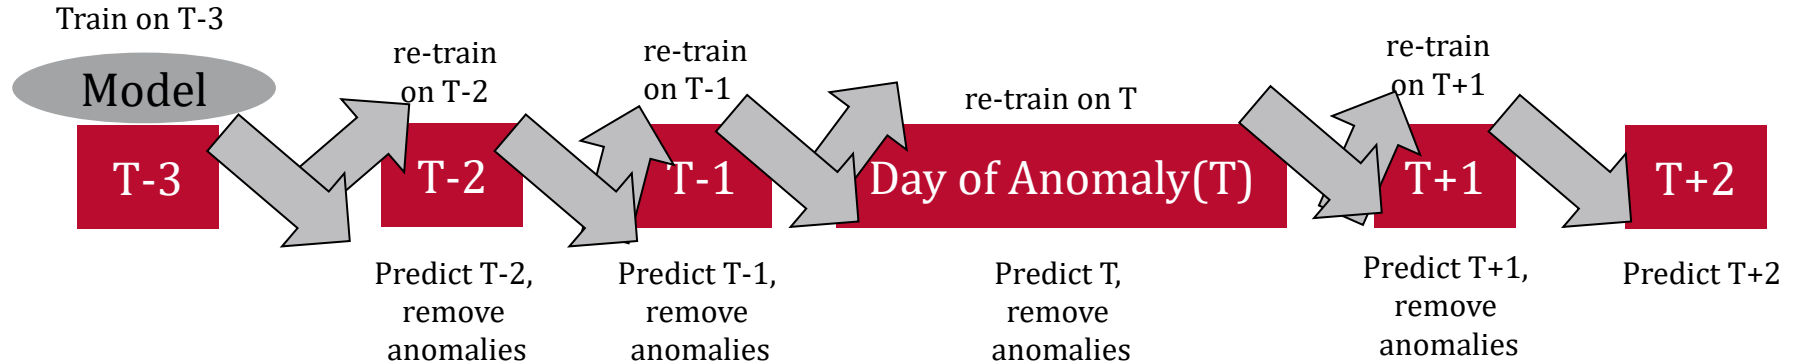 Train on T-3
Model
T-3
re-train
on T-2
T-2
Predict T-2,
remove
anomalies
re-train
on T-1
T-1
Predict T-1,
remove
anomalies
re-train on T
Day of Anomaly(T)
Predict T,
remove
anomalies
re-train
on T+1
T+1
Predict T+1,
remove
anomalies
T+2
Predict T+2